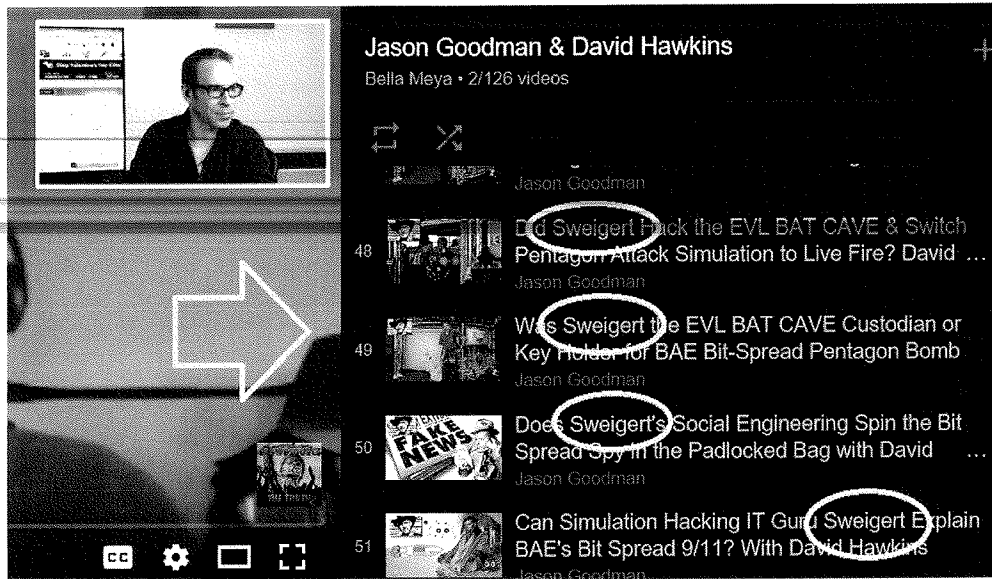 Jason Goodman & David Hawkins
Bella Meya • 2/126 videos
Jason Goodman
48
Did Sweigert Hack the EVL BAT CAVE & Switch
Pentagon Attack Simulation to Live Fire? David ...
Jason Goodman
49
Was Sweigert the EVL BAT CAVE Custodian or
Key Holder for BAE Bit-Spread Pentagon Bomb
Jason Goodman
50
FAKE
NEWS
Does Sweigert's Social Engineering Spin the Bit
Spread Spy in the Padlocked Bag with David ...
Jason Goodman
51
Can Simulation Hacking IT Guru Sweigert Explain
BAE's Bit Spread 9/11? With David Hawkins
Jason Goodman
CC